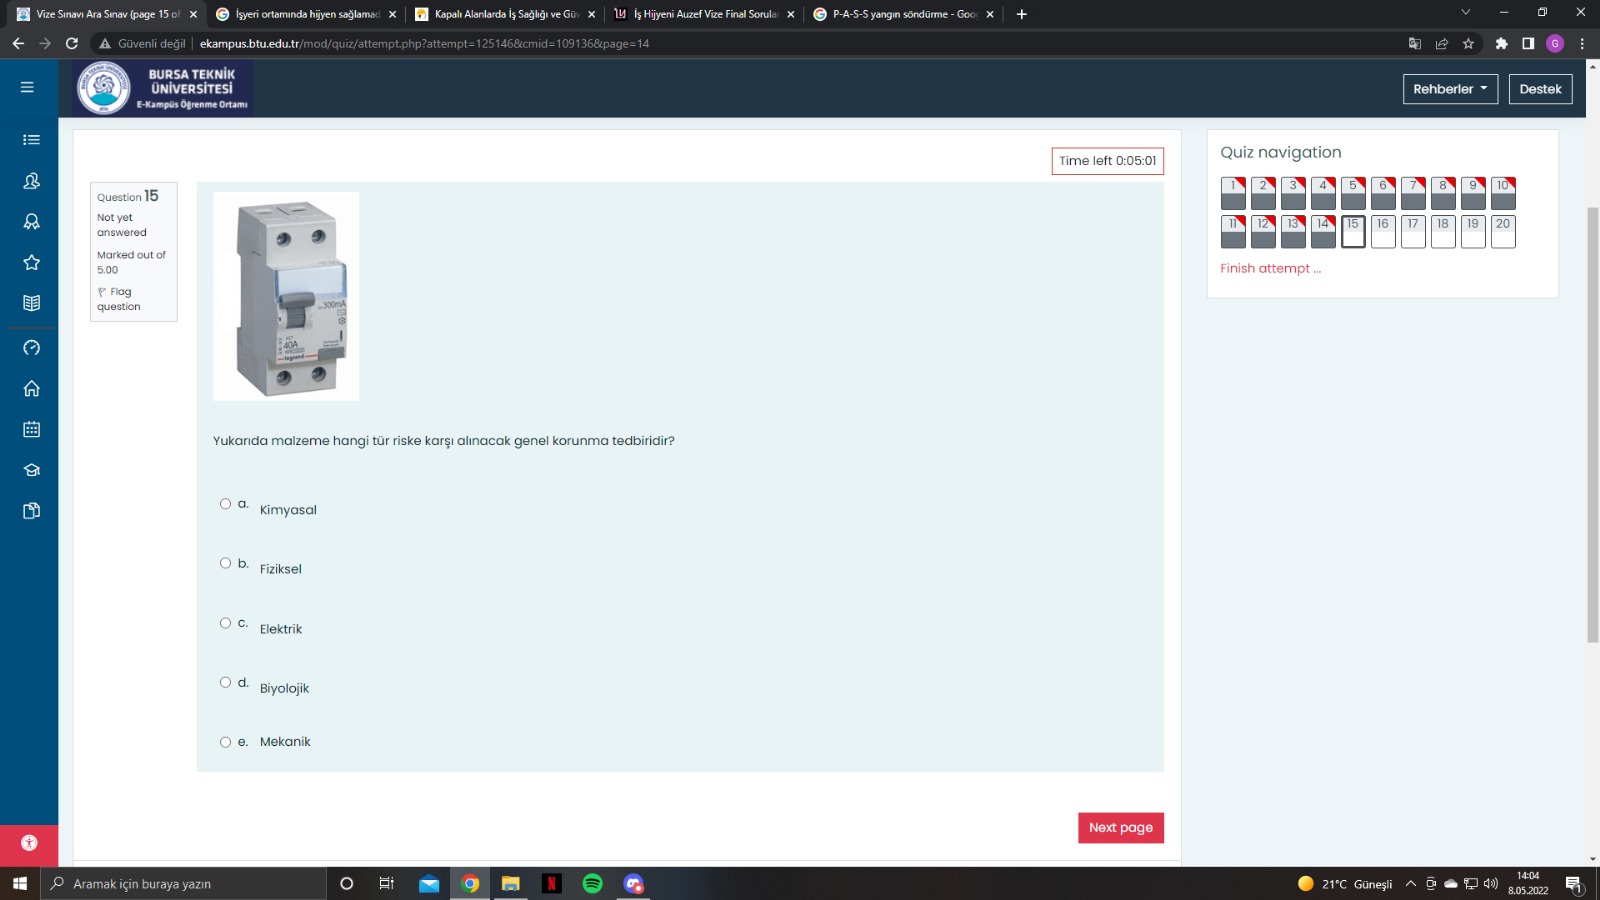 Vize Sınavı Ara Sınav (page 15 of
İşyeri ortamında hijyen sağlamad
Kapalı Alanlarda İş Sağlığı ve Güv
İş Hijyeni Auzef Vize Final Sorular
P-A-S-S yangın söndürme - Goog
Güvenli değil
ekampus.btu.edu.tr/mod/quiz/attempt.php?attempt=125146&cmid=109136&page=14
G
BURSA TEKNİK
ÜNİVERSİTESİ
E-Kampüs Öğrenme Ortamı
Rehberler
Destek
Time left 0:05:01
Question 15
Not yet
answered
Marked out of
5.00
Flag
question
300mA
40A
legrand
Yukarıda malzeme hangi tür riske karşı alınacak genel korunma tedbiridir?
a. Kimyasal
b. Fiziksel
c. Elektrik
d. Biyolojik
e. Mekanik
Next page
Quiz navigation
1 2 3 4 5 6 7 8 9 10
11 12 13 14 15 16 17 18 19 20
Finish attempt ...
Aramak için buraya yazın
N
21°C Güneşli
14:04
8.05.2022
1